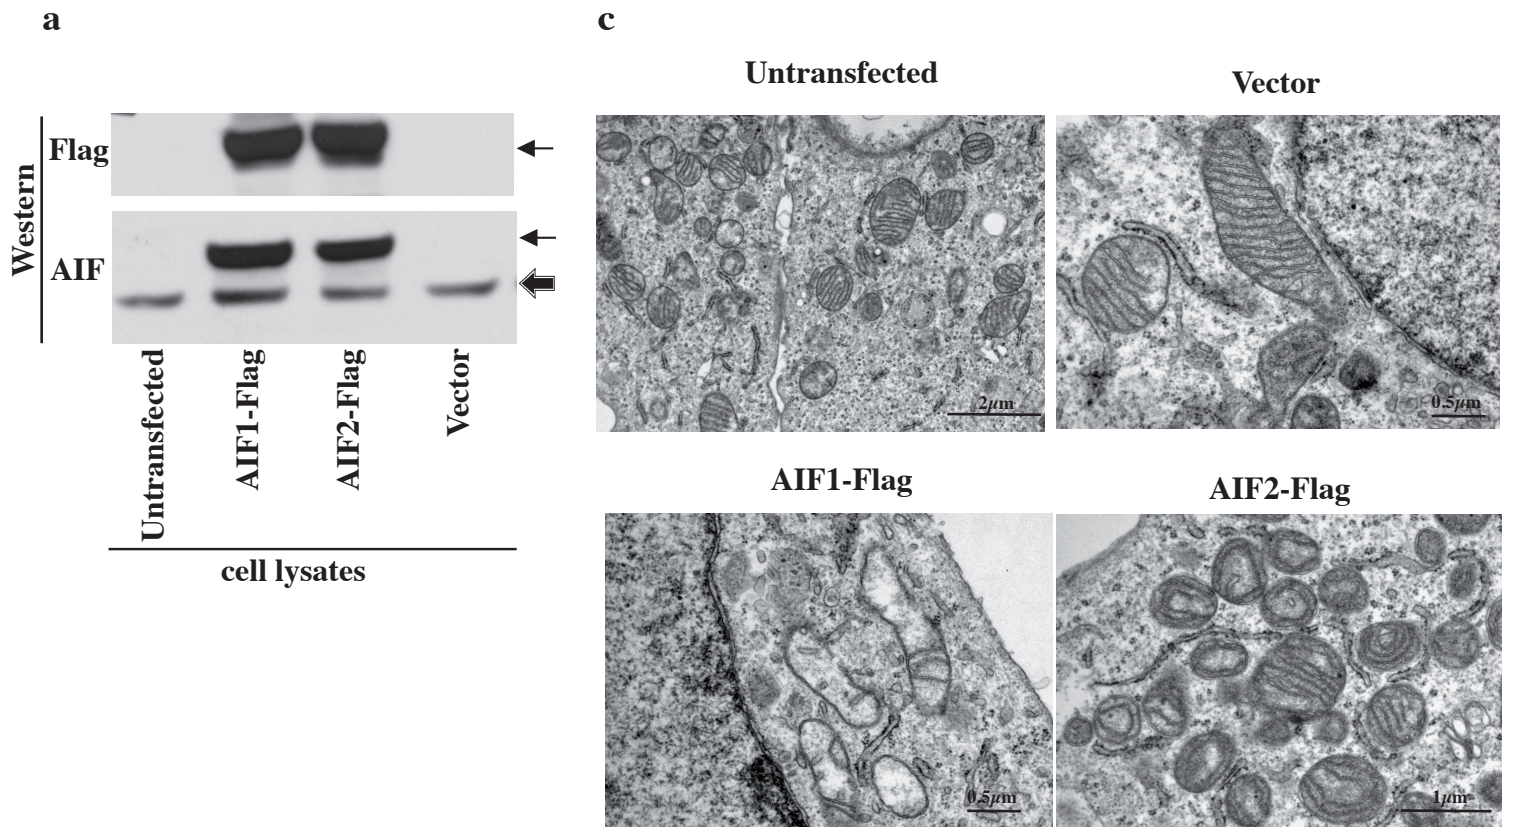 a
Western
Flag
AIF
Untransfected
AIF1-Flag
AIF2-Flag
Vector
cell lysates
c
Untransfected
2μm
Vector
0.5μm
AIF1-Flag
0.5μm
AIF2-Flag
1μm